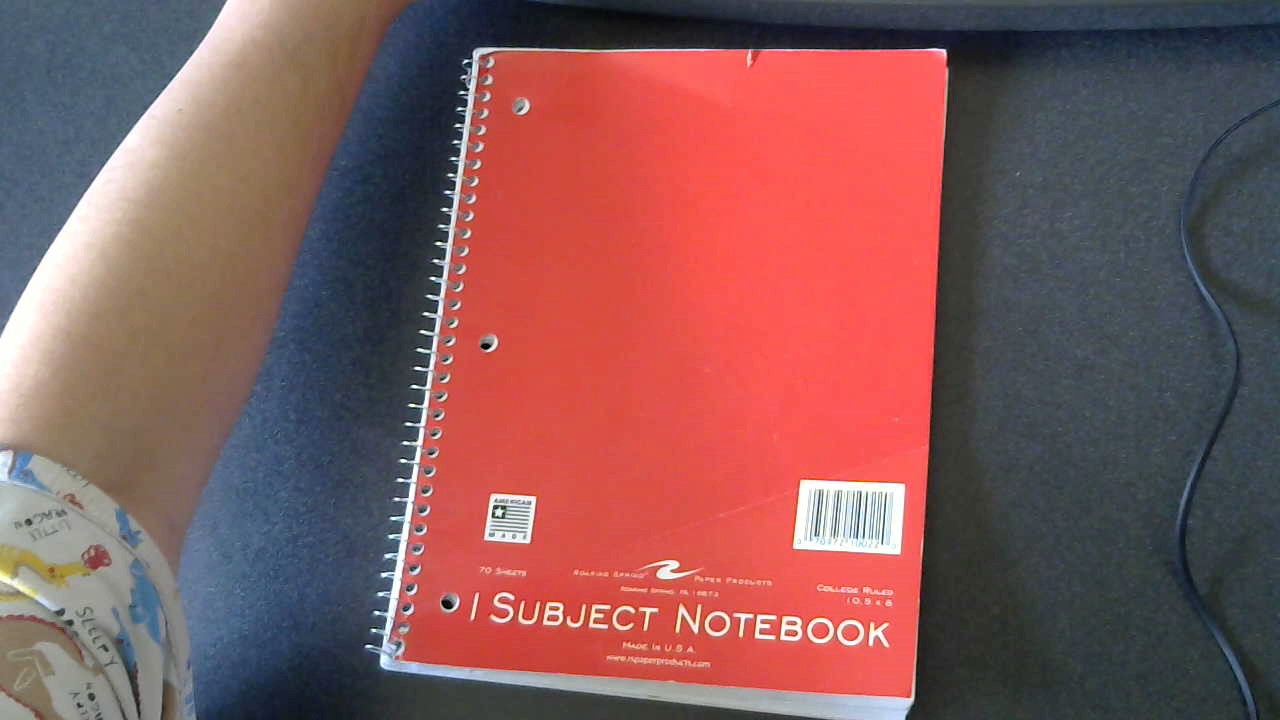 AMERICAN
MADE
70 SHEETS
ROARING SPRING PAPER PRODUCTS
ROARING SPRING, PA 16673
COLLEGE RULED
10.5 x 8
1 SUBJECT NOTEBOOK
MADE IN U.S.A.
www.rspaperproducts.com
LITTLE
DRAGON
SLEEPY